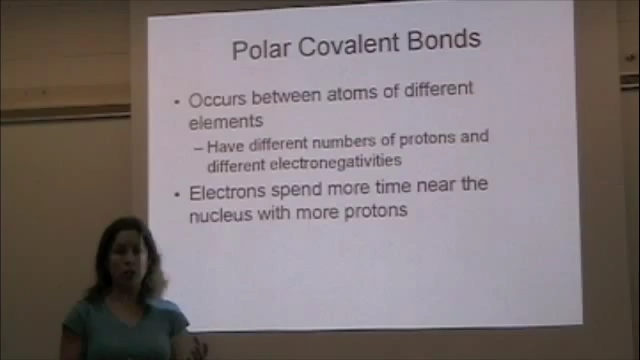 Polar Covalent Bonds
• Occurs between atoms of different
elements
– Have different numbers of protons and
different electronegativities
• Electrons spend more time near the
nucleus with more protons